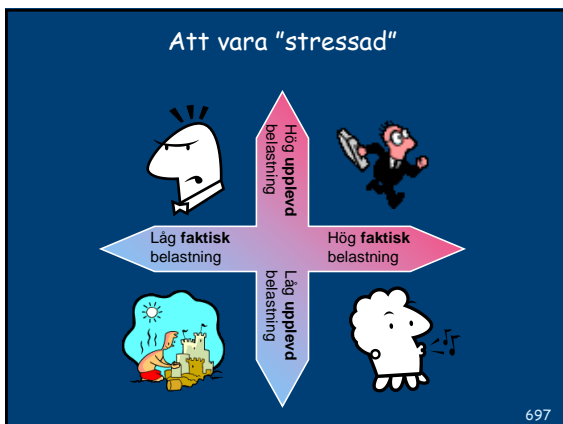 Att vara ”stressad”
Hög upplevd
belastning
Låg faktisk
belastning
Hög faktisk
belastning
Låg upplevd
belastning
697